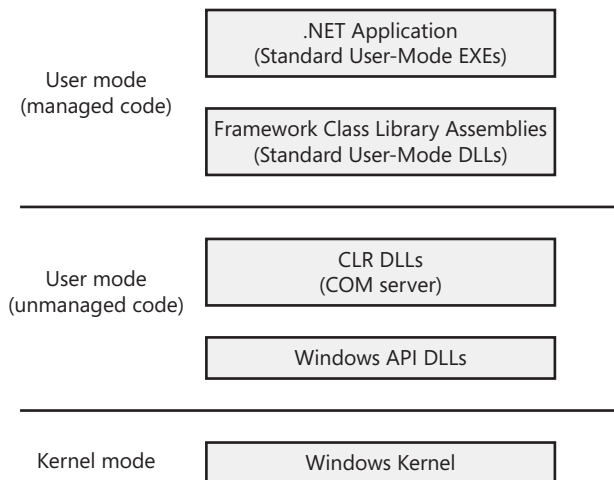 .NET Application
(Standard User-Mode EXEs)
User mode
(managed code)
Framework Class Library Assemblies
(Standard User-Mode DLLs)
CLR DLLs
(COM server)
User mode
(unmanaged code)
Windows API DLLs
Kernel mode
Windows Kernel